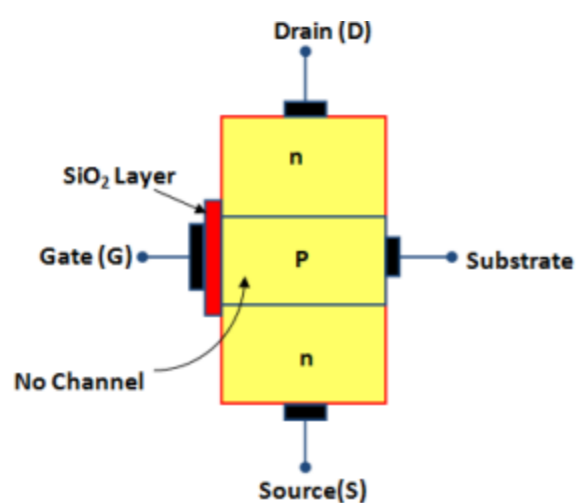 Drain (D)
n
SiO₂ Layer
Gate (G)
P
Substrate
n
No Channel
Source(S)